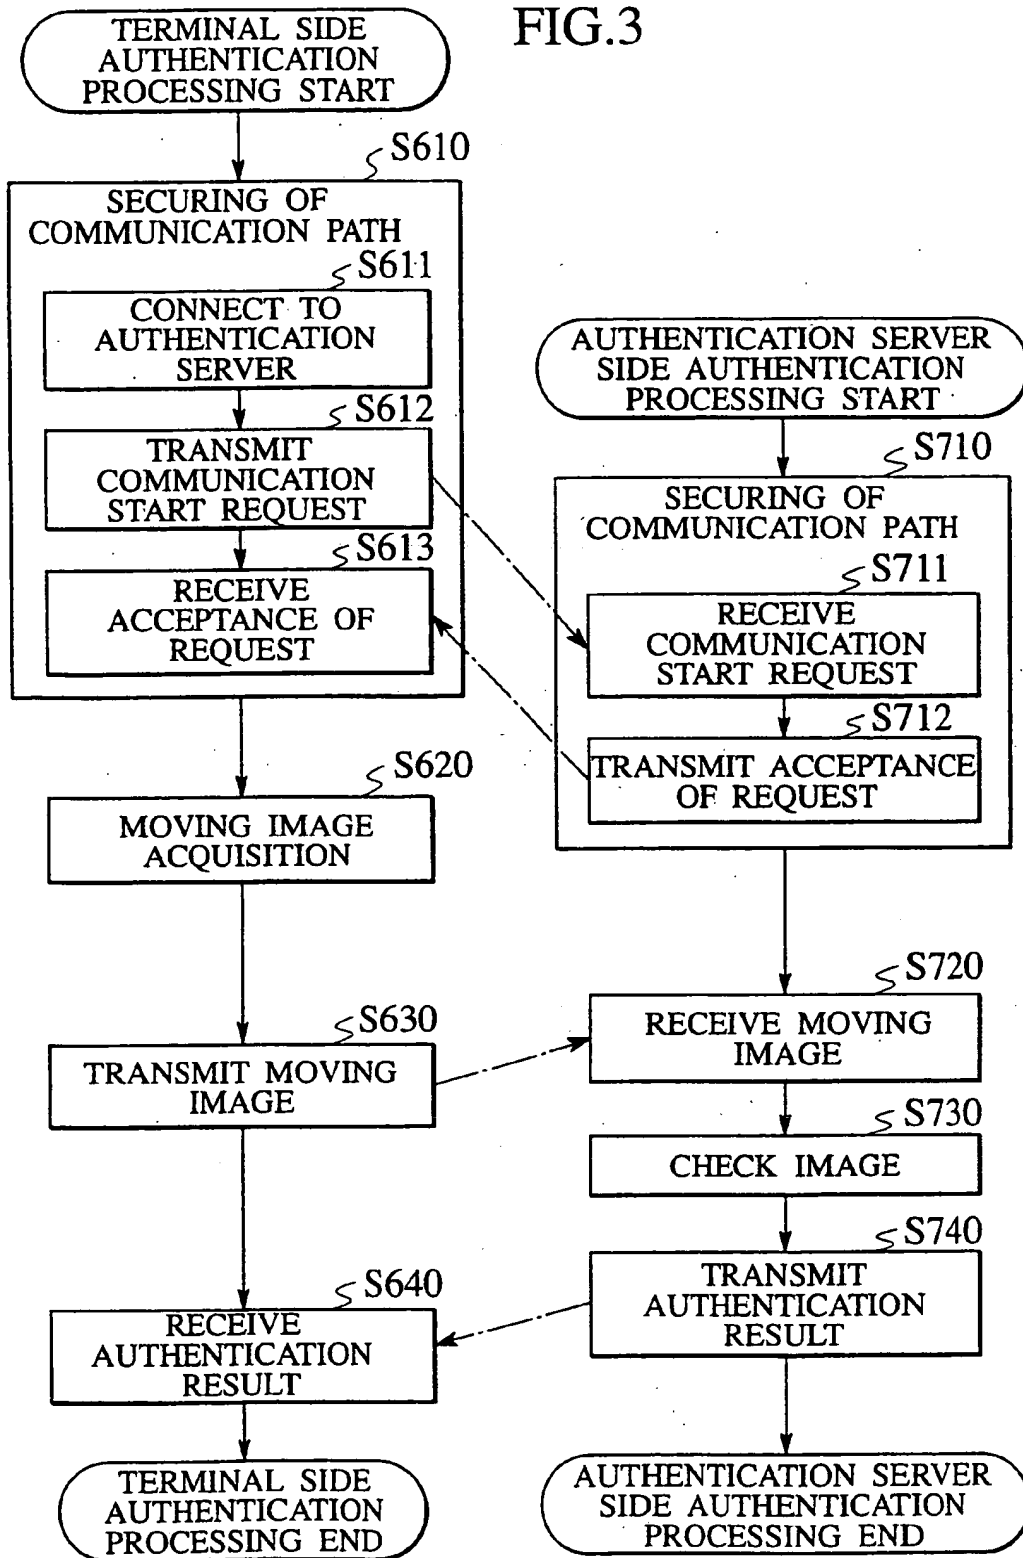 FIG.3
TERMINAL SIDE
AUTHENTICATION
PROCESSING START
S610
SECURING OF
COMMUNICATION PATH
S611
CONNECT TO
AUTHENTICATION
SERVER
S612
TRANSMIT
COMMUNICATION
START REQUEST
S613
RECEIVE
ACCEPTANCE OF
REQUEST
S620
MOVING IMAGE
ACQUISITION
S630
TRANSMIT MOVING
IMAGE
S640
RECEIVE
AUTHENTICATION
RESULT
TERMINAL SIDE
AUTHENTICATION
PROCESSING END
AUTHENTICATION SERVER
SIDE AUTHENTICATION
PROCESSING START
S710
SECURING OF
COMMUNICATION PATH
S711
RECEIVE
COMMUNICATION
START REQUEST
S712
TRANSMIT ACCEPTANCE
OF REQUEST
S720
RECEIVE MOVING
IMAGE
S730
CHECK IMAGE
S740
TRANSMIT
AUTHENTICATION
RESULT
AUTHENTICATION SERVER
SIDE AUTHENTICATION
PROCESSING END